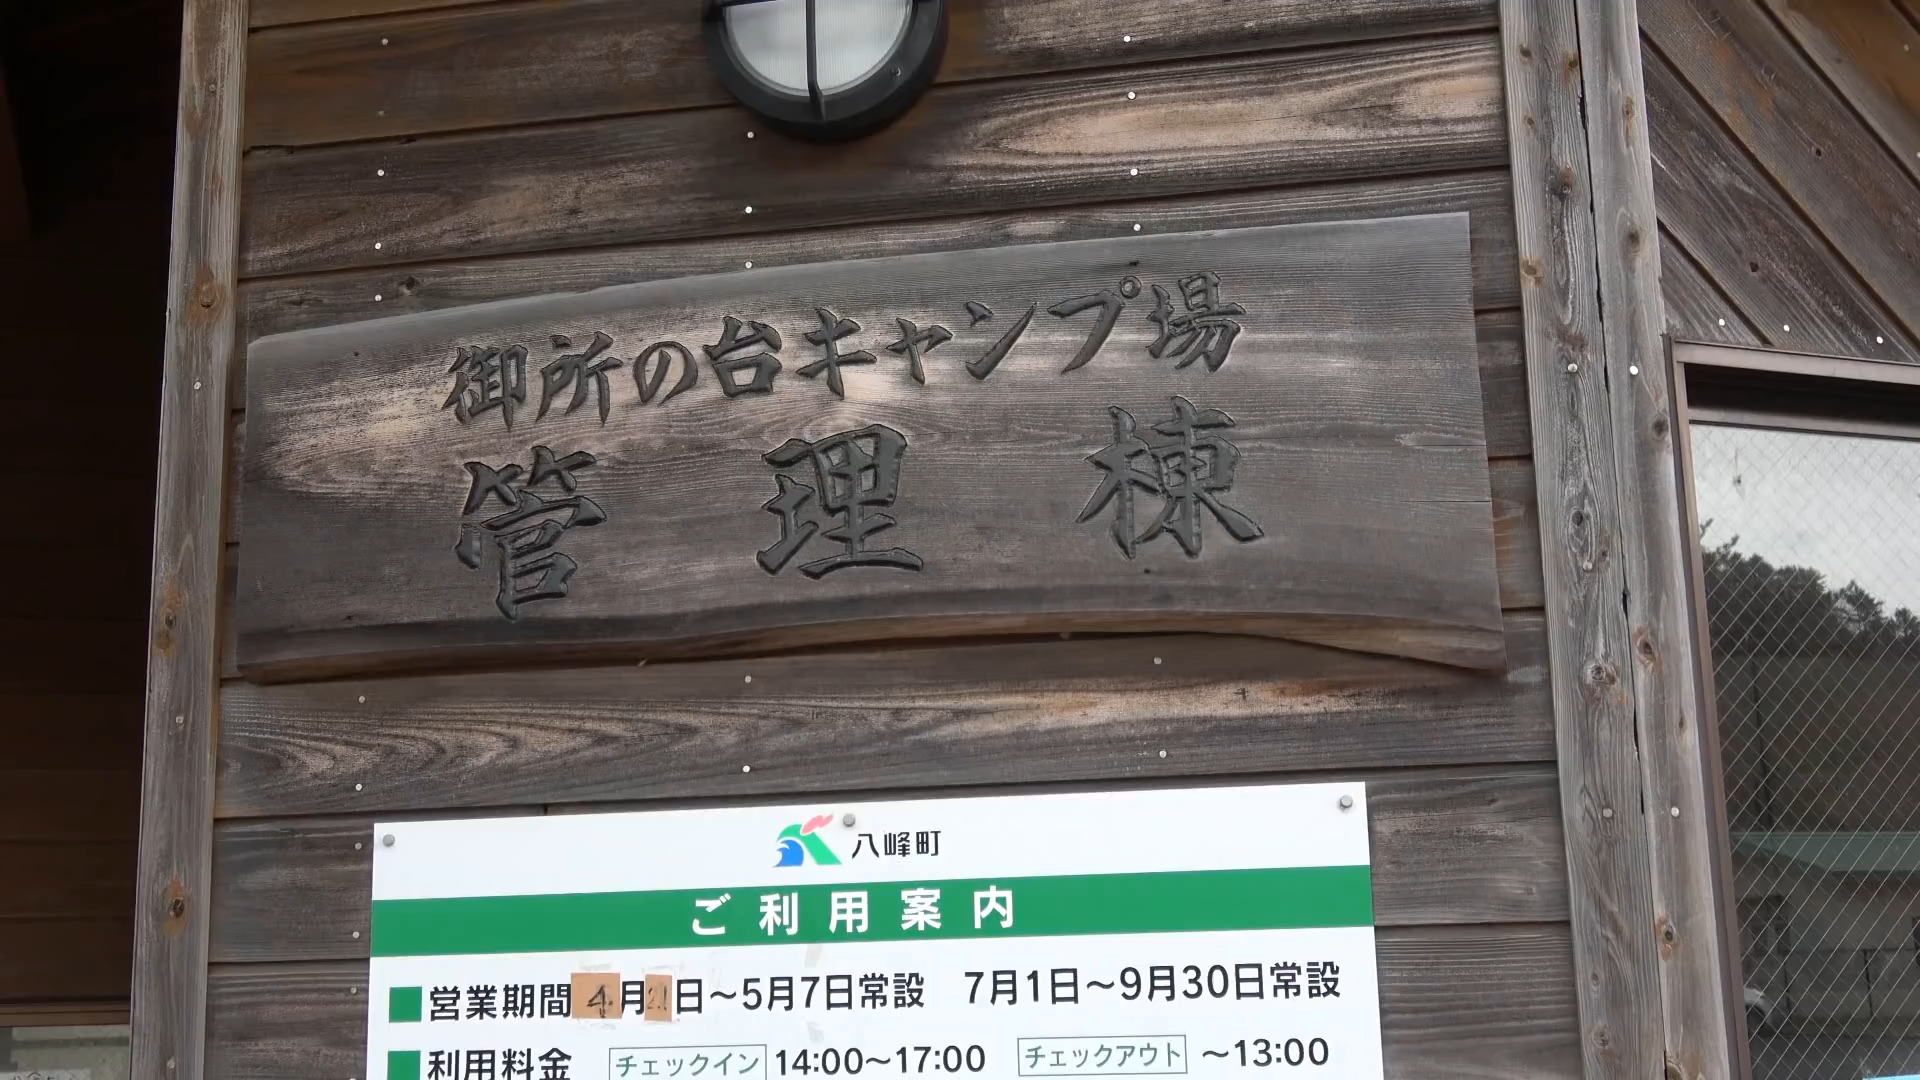 御所の台キャンプ場
管理棟
八峰町
ご利用案内
営業期間 4月21日～5月7日常設 7月1日～9月30日常設
利用料金 チェックイン 14:00～17:00 チェックアウト ～13:00